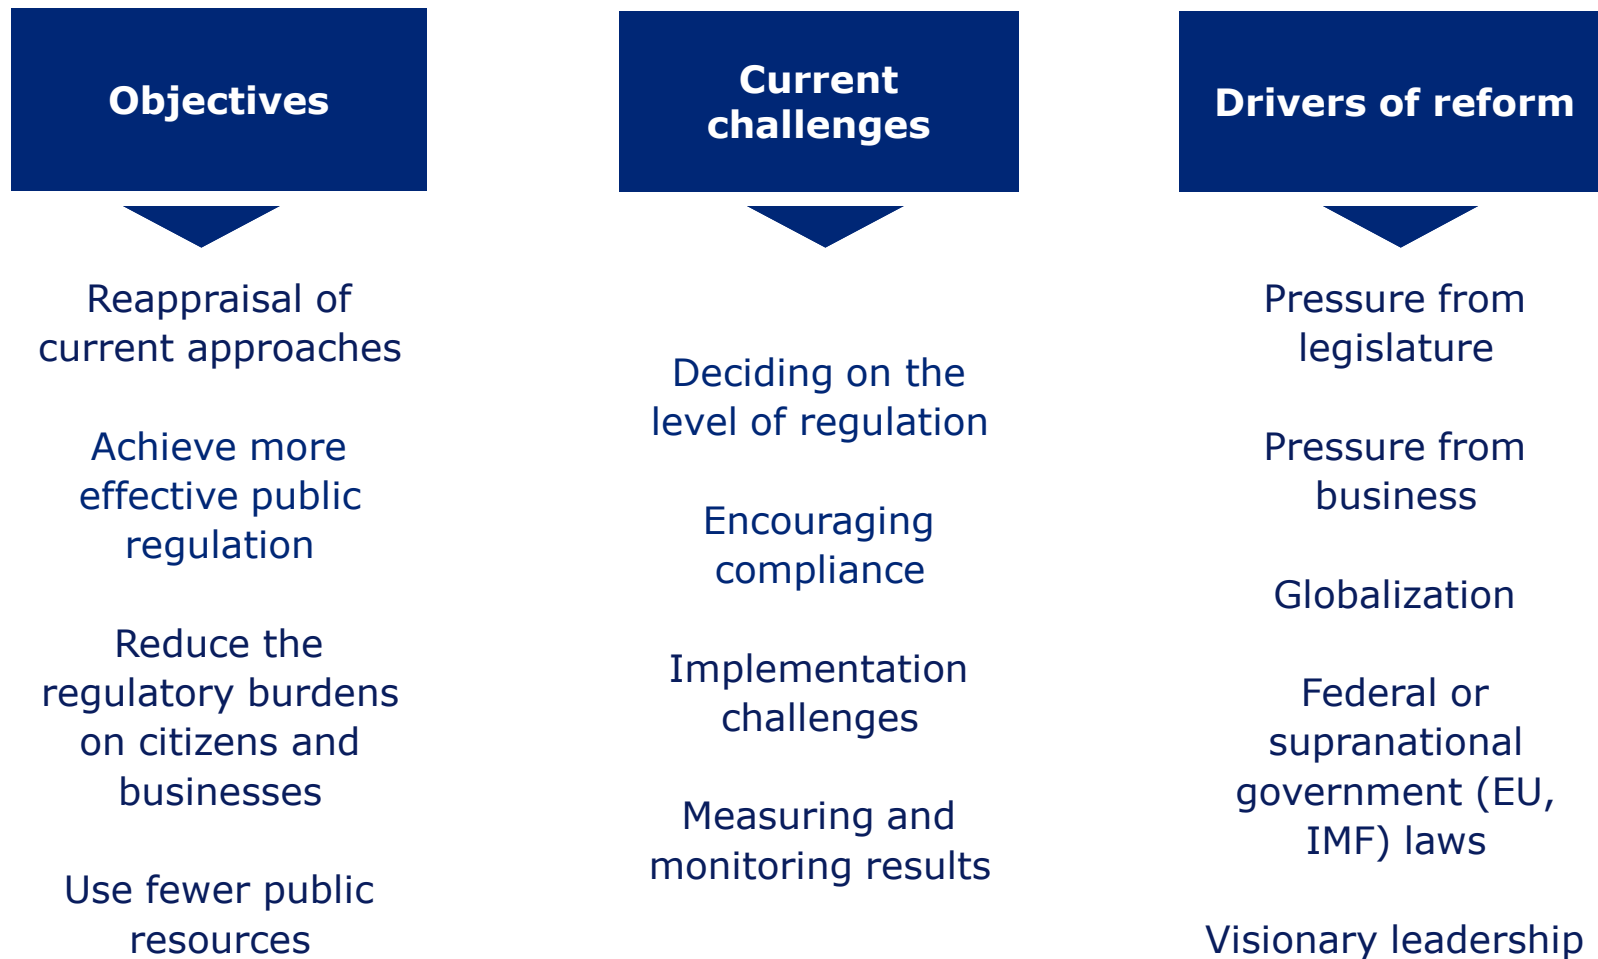 Objectives
Reappraisal of
current approaches
Achieve more
effective public
regulation
Reduce the
regulatory burdens
on citizens and
businesses
Use fewer public
resources
Current
challenges
Deciding on the
level of regulation
Encouraging
compliance
Implementation
challenges
Measuring and
monitoring results
Drivers of reform
Pressure from
legislature
Pressure from
business
Globalization
Federal or
supranational
government (EU,
IMF) laws
Visionary leadership